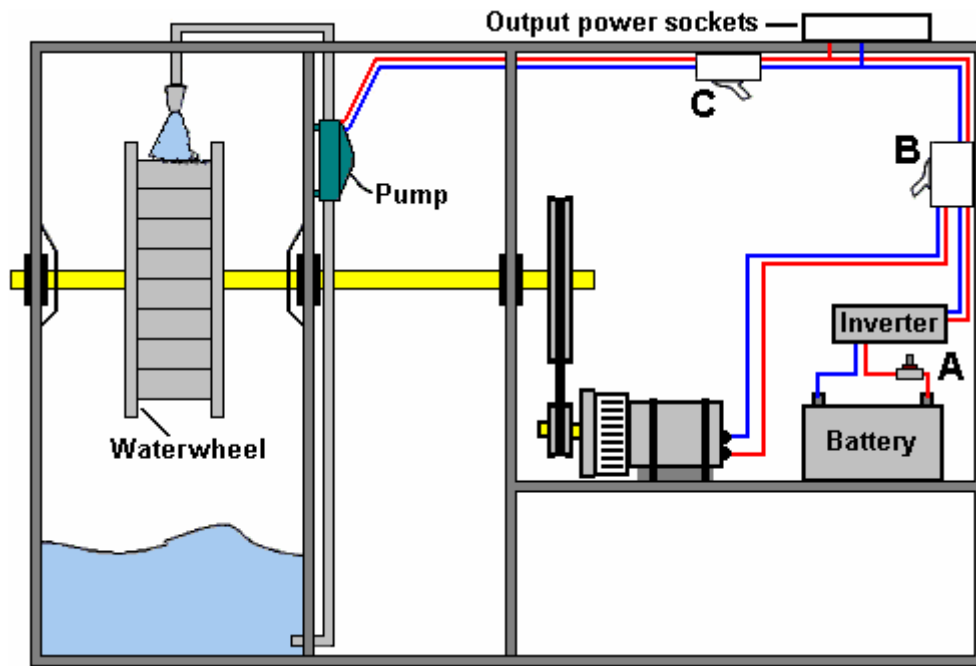 Output power sockets
C
B
Pump
Inverter
A
Waterwheel
Battery